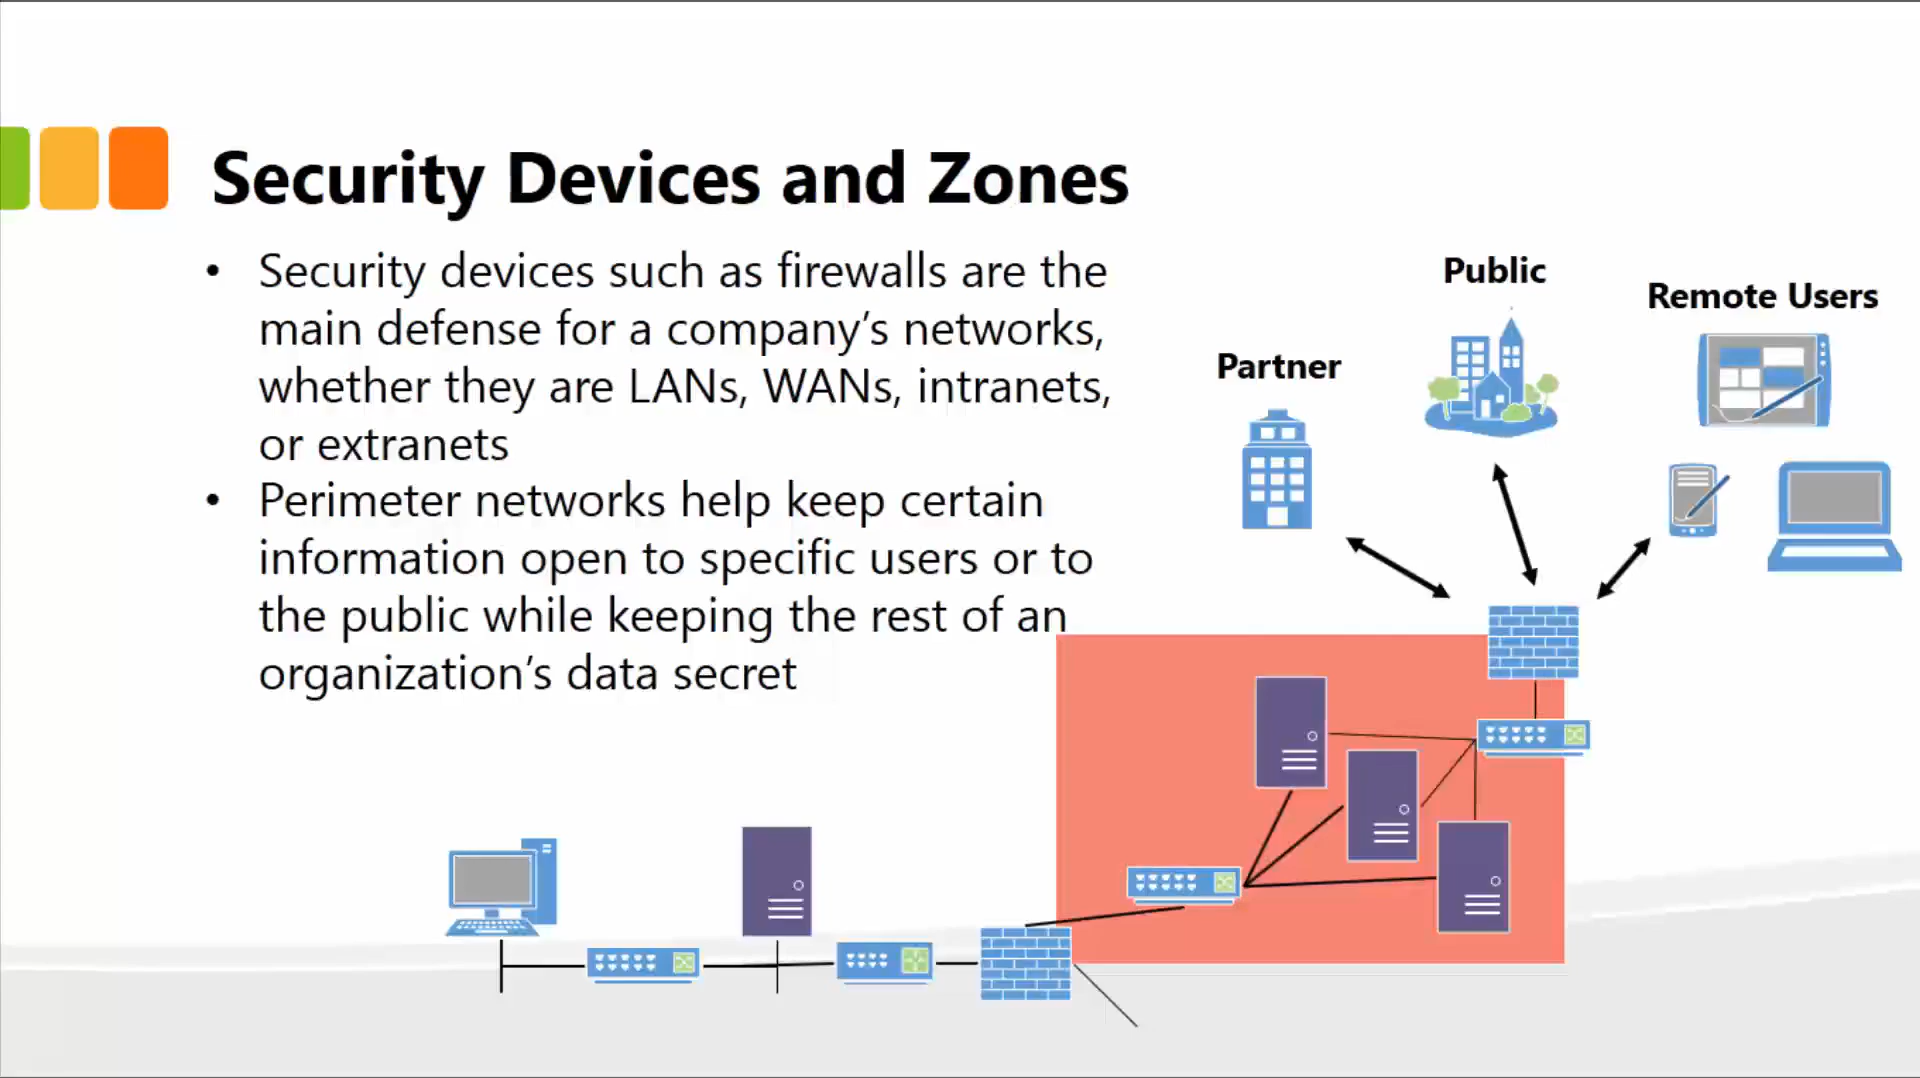 Security Devices and Zones
• Security devices such as firewalls are the
main defense for a company’s networks,
whether they are LANs, WANs, intranets,
or extranets
• Perimeter networks help keep certain
information open to specific users or to
the public while keeping the rest of an
organization’s data secret
Partner
Public
Remote Users